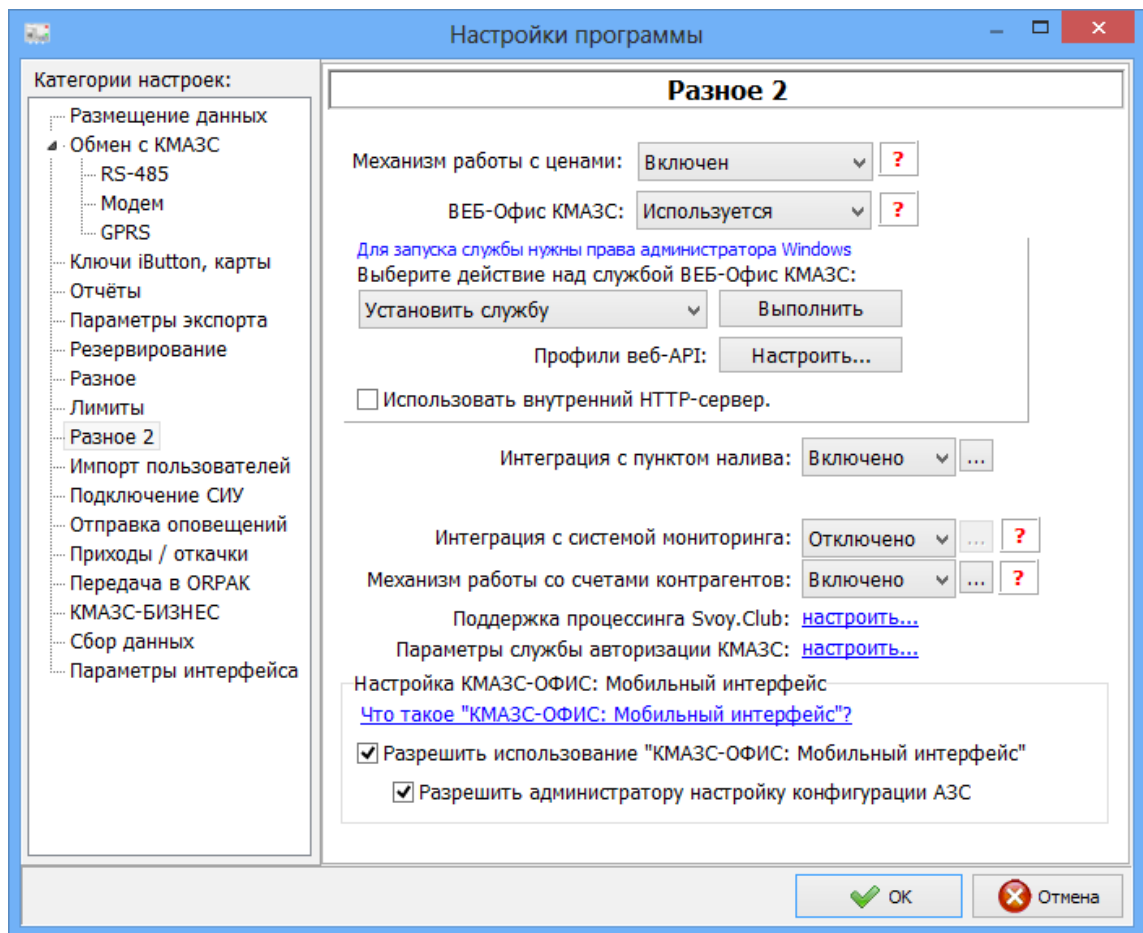 Настройки программы
Категории настроек:
Размещение данных
Обмен с КМАЗС
RS-485
Модем
GPRS
Ключи iButton, карты
Отчёты
Параметры экспорта
Резервирование
Разное
Лимиты
Разное 2
Импорт пользователей
Подключение СИУ
Отправка оповещений
Приходы / откачки
Передача в ORPAK
КМАЗС-БИЗНЕС
Сбор данных
Параметры интерфейса
Разное 2
Механизм работы с ценами: Включен ?
ВЕБ-Офис КМАЗС: Используется ?
Для запуска службы нужны права администратора Windows
Выберите действие над службой ВЕБ-Офис КМАЗС:
Установить службу Выполнить
Профили веб-API: Настроить...
Использовать внутренний HTTP-сервер.
Интеграция с пунктом налива: Включено ...
Интеграция с системой мониторинга: Отключено ... ?
Механизм работы со счетами контрагентов: Включено ... ?
Поддержка процессинга Svoy.Club: настроить...
Параметры службы авторизации КМАЗС: настроить...
Настройка КМАЗС-ОФИС: Мобильный интерфейс
Что такое "КМАЗС-ОФИС: Мобильный интерфейс"?
Разрешить использование "КМАЗС-ОФИС: Мобильный интерфейс"
Разрешить администратору настройку конфигурации АЗС
ОК Отмена